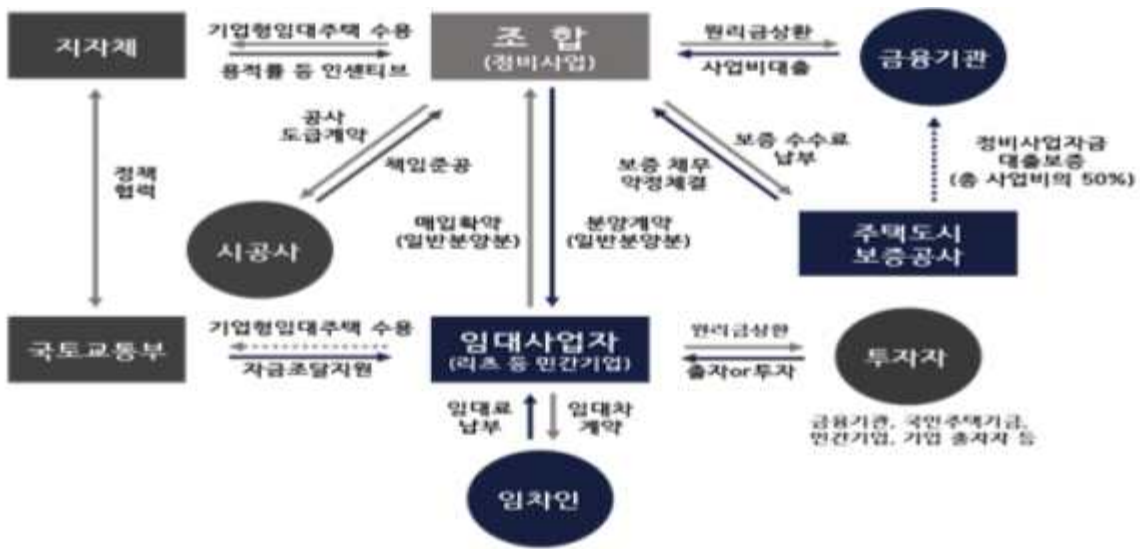 지자체
기업형임대주택 수용
용적률 등 인센티브
조 합
(정비사업)
원리금상환
사업비대출
금융기관
공사
도급계약
책임준공
보증 수수료
납부
보증 채무
약정체결
정비사업자금
대출보증
(총 사업비의 50%)
정책
협력
시공사
매입확약
(일반분양분)
분양계약
(일반분양분)
주택도시
보증공사
국토교통부
기업형임대주택 수용
자금조달지원
임대사업자
(리츠 등 민간기업)
원리금상환
출자or투자
투자자
금융기관, 국민주택기금,
민간기업, 기업 출자자 등
임대료
납부
임대차
계약
임차인